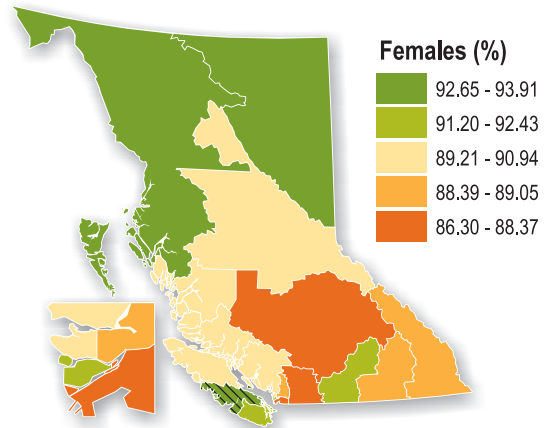 Females (%)
92.65 - 93.91
91.20 - 92.43
89.21 - 90.94
88.39 - 89.05
86.30 - 88.37